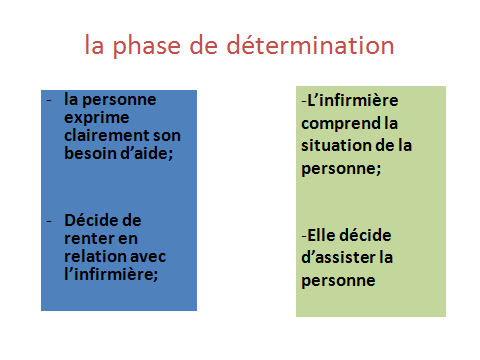 la phase de détermination
- la personne
exprime
clairement son
besoin d'aide;
- Décide de
renter en
relation avec
l'infirmière;
-L'infirmière
comprend la
situation de la
personne;
-Elle décide
d'assister la
personne